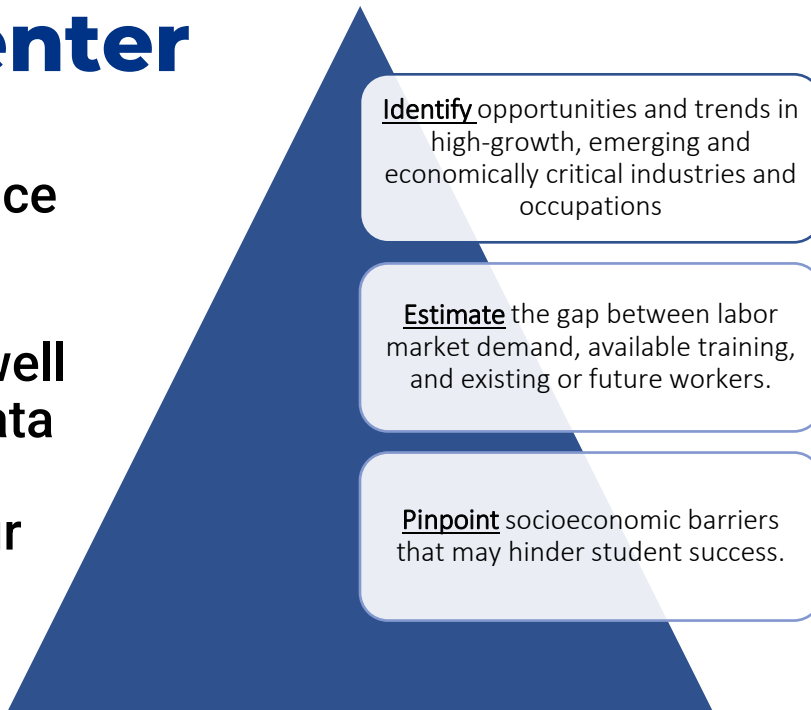 enter
ce
vell
ata
ur
Identify opportunities and trends in
high-growth, emerging and
economically critical industries and
occupations
Estimate the gap between labor
market demand, available training,
and existing or future workers.
Pinpoint socioeconomic barriers
that may hinder student success.